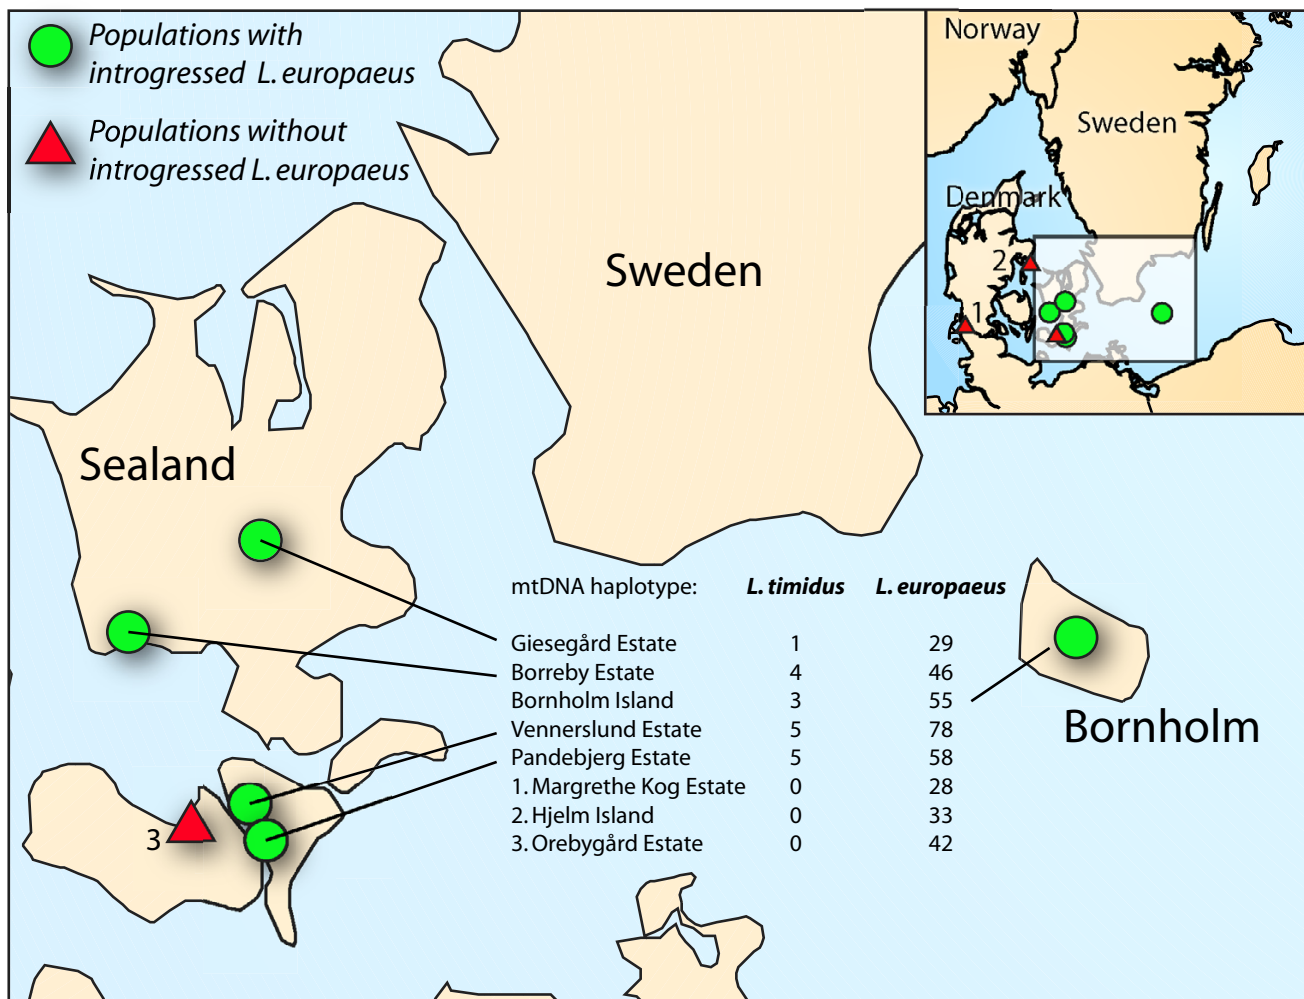 Populations with
introgressed L. europaeus
Populations without
introgressed L. europaeus
Norway
Sweden
Denmark
2
1
Sweden
Sealand
mtDNA haplotype: L. timidus L. europaeus
Giesegård Estate 1 29
Borreby Estate 4 46
Bornholm Island 3 55
Vennerslund Estate 5 78
Pandebjerg Estate 5 58
1. Margrethe Kog Estate 0 28
2. Hjelm Island 0 33
3. Orebygård Estate 0 42
Bornholm
3